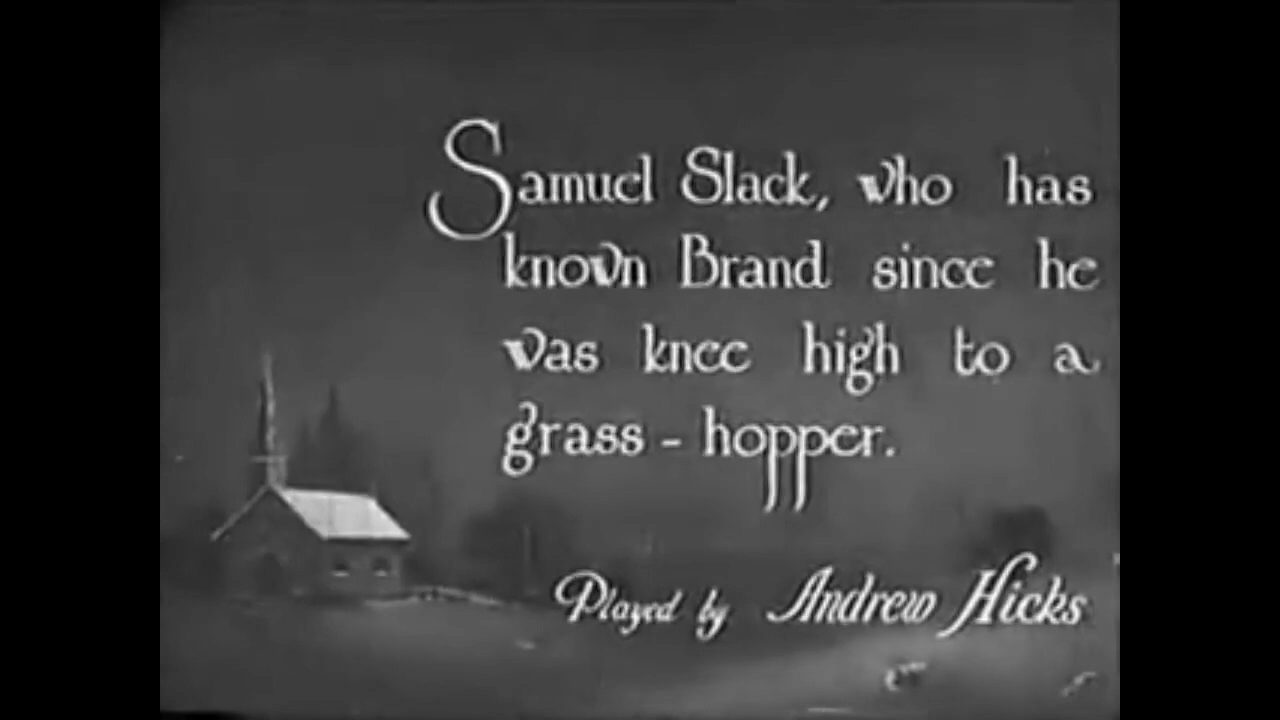 Samuel Slack, who has
known Brand since he
was knee high to a
grass-hopper.
Played by Andrew Hicks